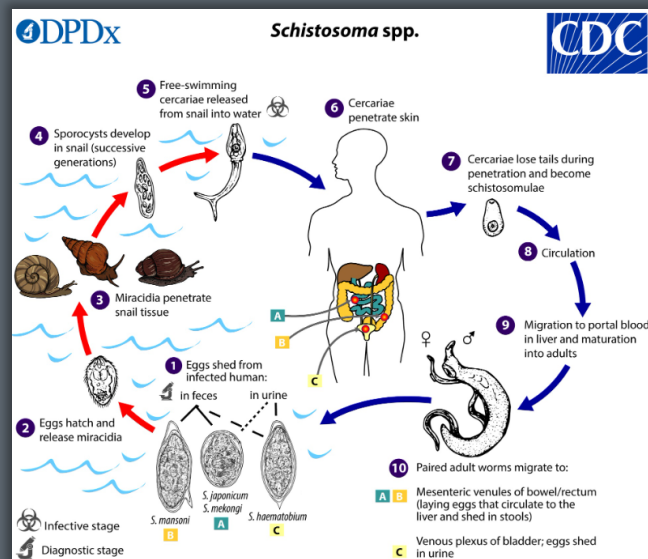 DPDx
Schistosoma spp.
CDC
5 Free-swimming
cercariae released
from snail into water
6 Cercariae
penetrate skin
4 Sporocysts develop
in snail (successive
generations)
7 Cercariae lose tails during
penetration and become
schistosomulae
8 Circulation
3 Miracidia penetrate
snail tissue
A
B
C
9 Migration to portal blood
in liver and maturation
into adults
♀ ♂
1 Eggs shed from
infected human:
in feces
in urine
2 Eggs hatch and
release miracidia
S. mansoni
B
S. japonicum
S. mekongi
A
S. haematobium
C
10 Paired adult worms migrate to:
A B Mesenteric venules of bowel/rectum
(laying eggs that circulate to the
liver and shed in stools)
C Venous plexus of bladder; eggs shed
in urine
Infective stage
Diagnostic stage